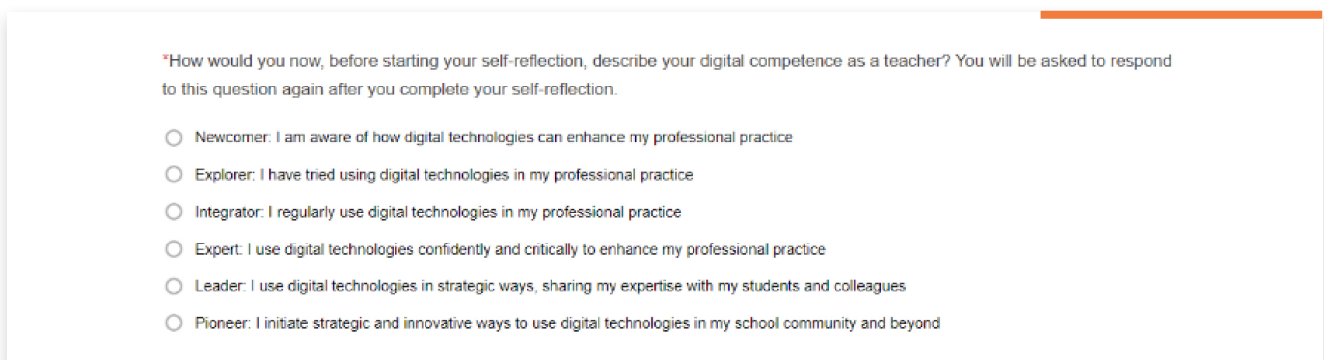 *How would you now, before starting your self-reflection, describe your digital competence as a teacher? You will be asked to respond
to this question again after you complete your self-reflection.
Newcomer: I am aware of how digital technologies can enhance my professional practice
Explorer: I have tried using digital technologies in my professional practice
Integrator: I regularly use digital technologies in my professional practice
Expert: I use digital technologies confidently and critically to enhance my professional practice
Leader: I use digital technologies in strategic ways, sharing my expertise with my students and colleagues
Pioneer: I initiate strategic and innovative ways to use digital technologies in my school community and beyond